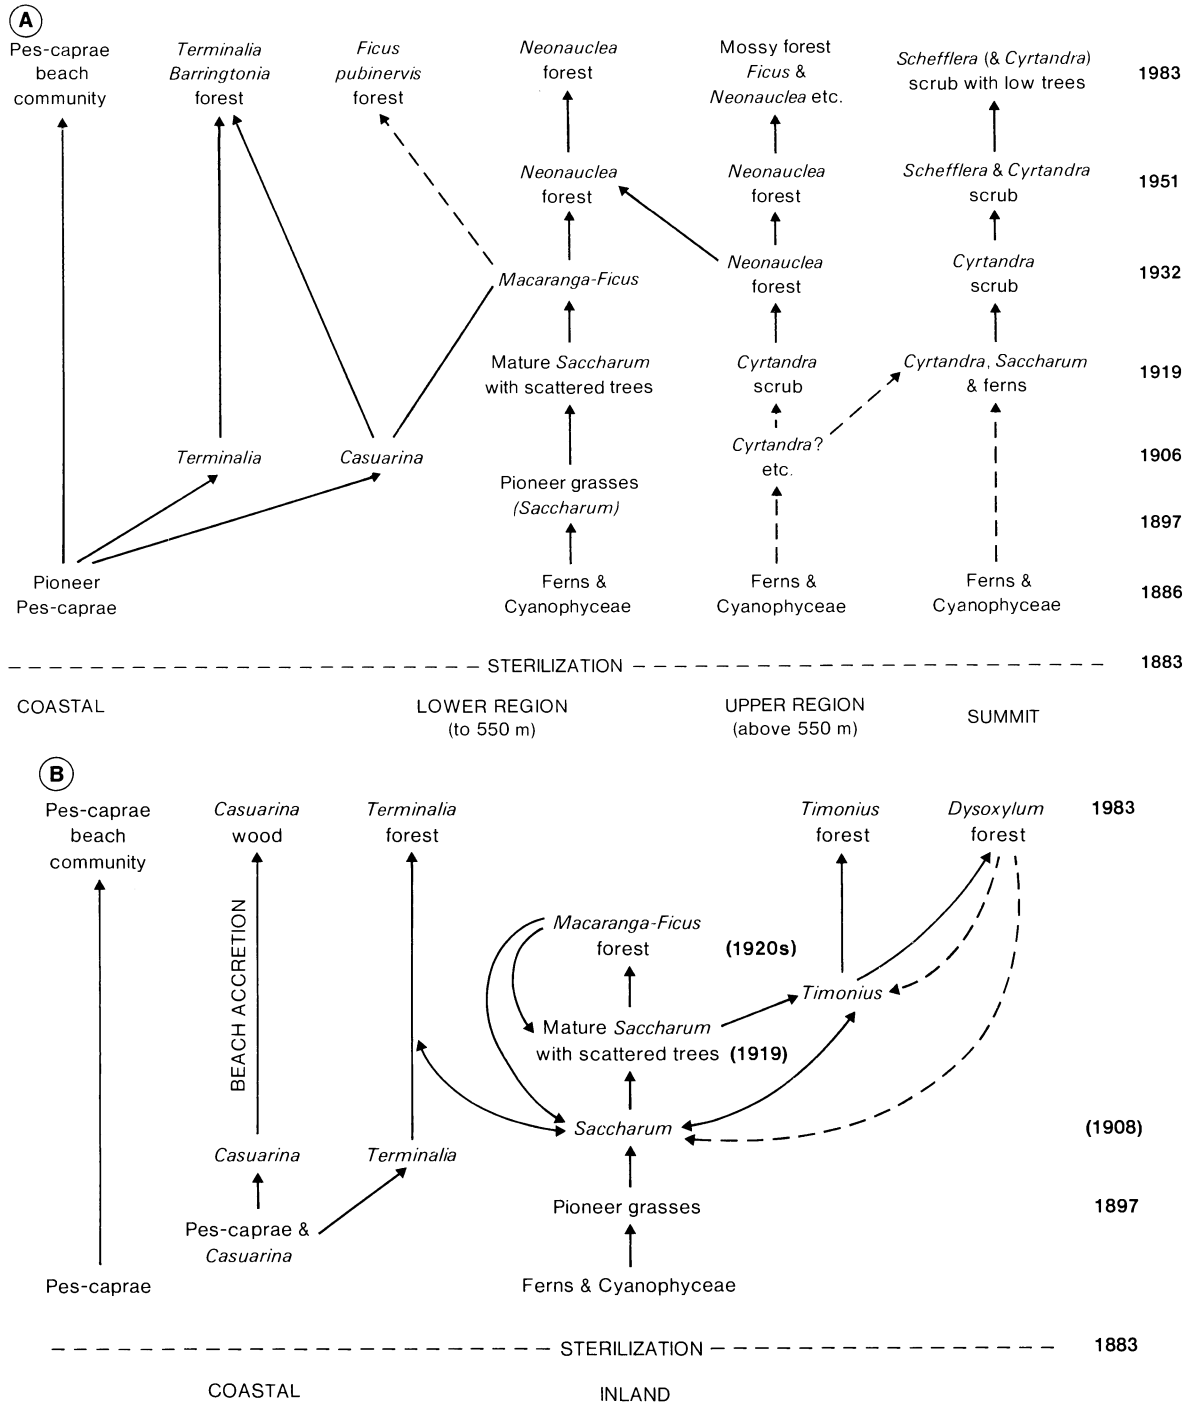 A
Pes-caprae
beach
community
Terminalia
Barringtonia
forest
Ficus
pubinervis
forest
Neonauclea
forest
Mossy forest
Ficus &
Neonauclea etc.
Schefflera (& Cyrtandra)
scrub with low trees
1983
Neonauclea
forest
Neonauclea
forest
Schefflera & Cyrtandra
scrub
1951
Macaranga-Ficus
Neonauclea
forest
Cyrtandra
scrub
1932
Mature Saccharum
with scattered trees
Cyrtandra
scrub
Cyrtandra, Saccharum
& ferns
1919
Terminalia
Casuarina
Cyrtandra?
etc.
1906
Pioneer grasses
(Saccharum)
1897
Pioneer
Pes-caprae
Ferns &
Cyanophyceae
Ferns &
Cyanophyceae
Ferns &
Cyanophyceae
1886
STERILIZATION
1883
COASTAL
LOWER REGION
(to 550 m)
UPPER REGION
(above 550 m)
SUMMIT
B
Pes-caprae
beach
community
Casuarina
wood
Terminalia
forest
Timonius
forest
Dysoxylum
forest
1983
BEACH ACCRETION
Macaranga-Ficus
forest
(1920s)
Timonius
Mature Saccharum
with scattered trees (1919)
Saccharum
(1908)
Casuarina
Terminalia
Pioneer grasses
1897
Pes-caprae &
Casuarina
Pes-caprae
Ferns & Cyanophyceae
STERILIZATION
1883
COASTAL
INLAND